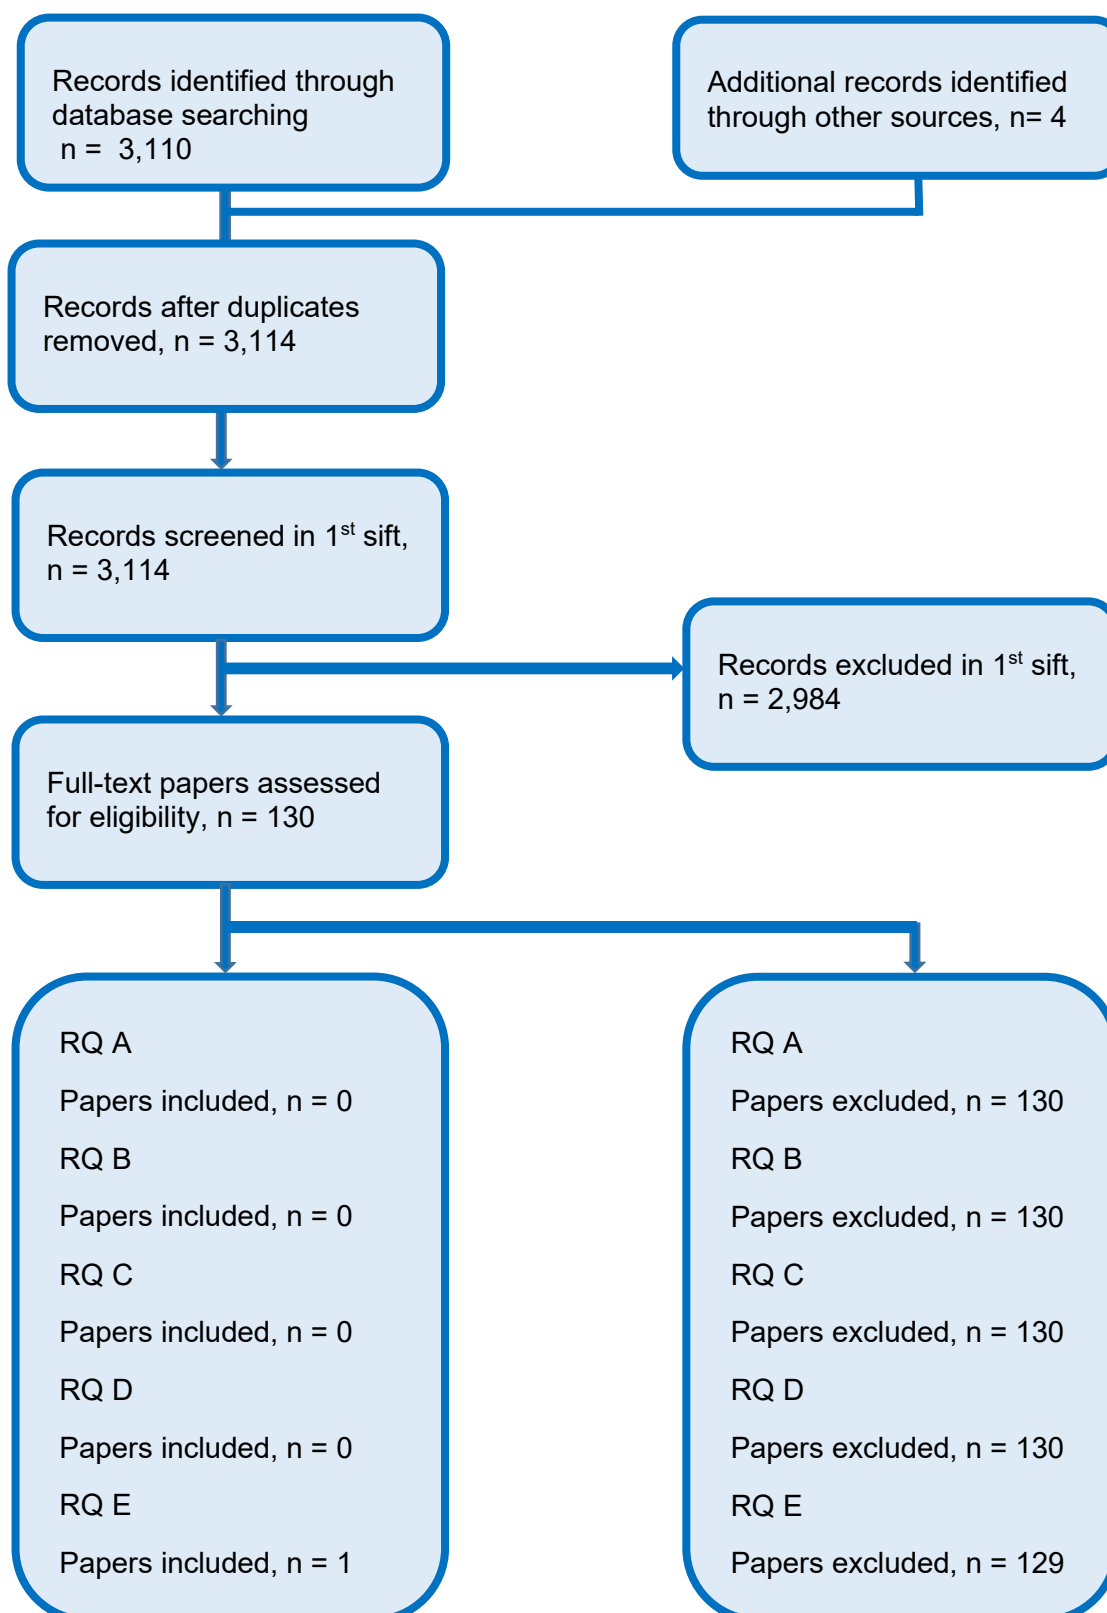 Records identified through
database searching
n = 3,110
Additional records identified
through other sources, n= 4
Records after duplicates
removed, n = 3,114
Records screened in 1st sift,
n = 3,114
Records excluded in 1st sift,
n = 2,984
Full-text papers assessed
for eligibility, n = 130
RQ A
Papers included, n = 0
RQ B
Papers included, n = 0
RQ C
Papers included, n = 0
RQ D
Papers included, n = 0
RQ E
Papers included, n = 1
RQ A
Papers excluded, n = 130
RQ B
Papers excluded, n = 130
RQ C
Papers excluded, n = 130
RQ D
Papers excluded, n = 130
RQ E
Papers excluded, n = 129